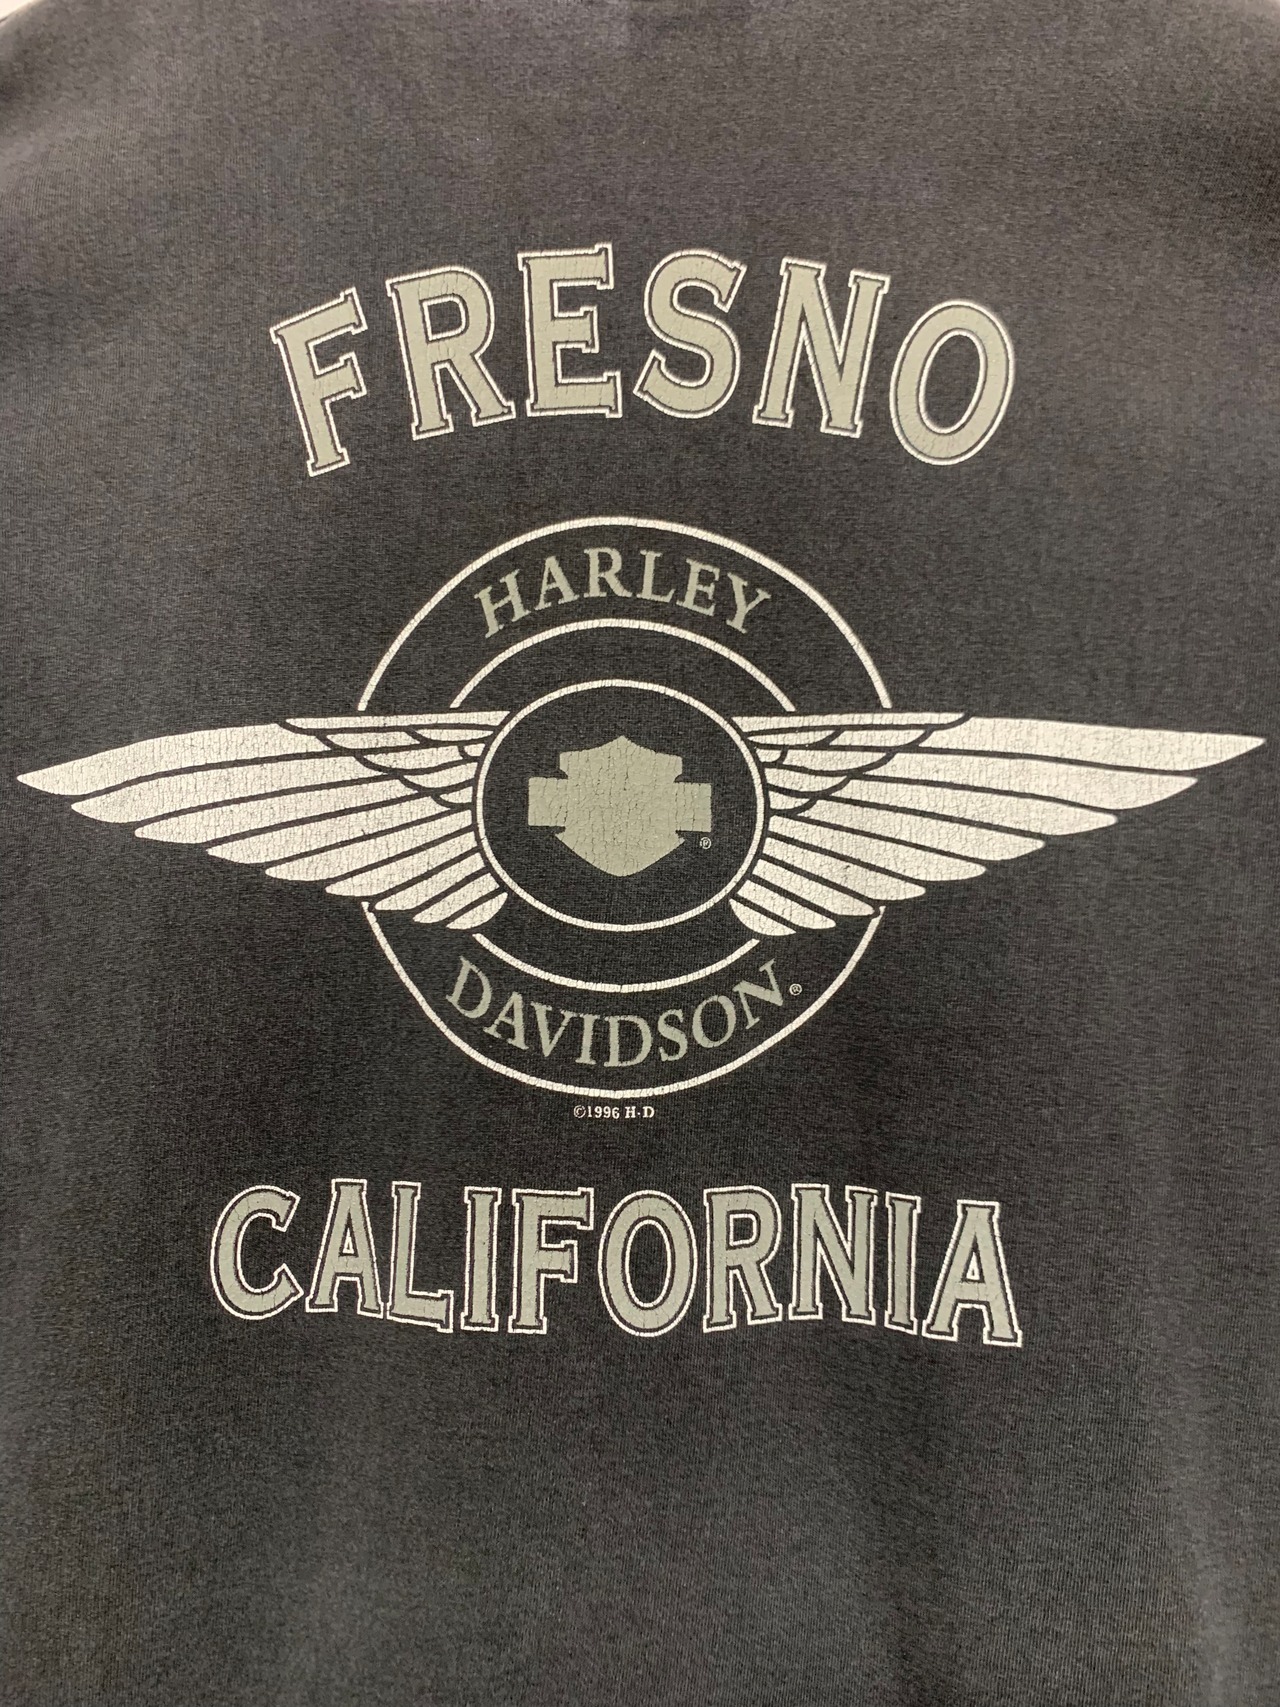 FRESNO
HARLEY
®
DAVIDSON®
©1996 H-D
CALIFORNIA